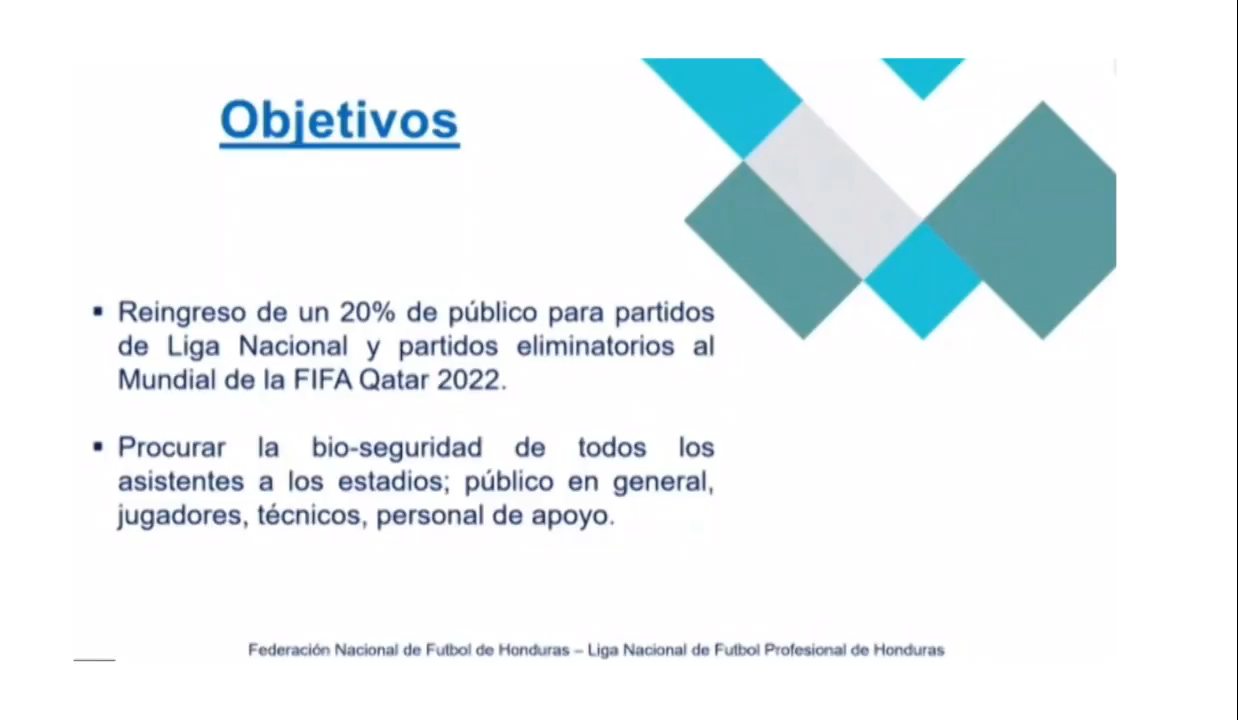 Objetivos
▪ Reingreso de un 20% de público para partidos
de Liga Nacional y partidos eliminatorios al
Mundial de la FIFA Qatar 2022.
▪ Procurar la bio-seguridad de todos los
asistentes a los estadios; público en general,
jugadores, técnicos, personal de apoyo.
Federación Nacional de Futbol de Honduras – Liga Nacional de Futbol Profesional de Honduras